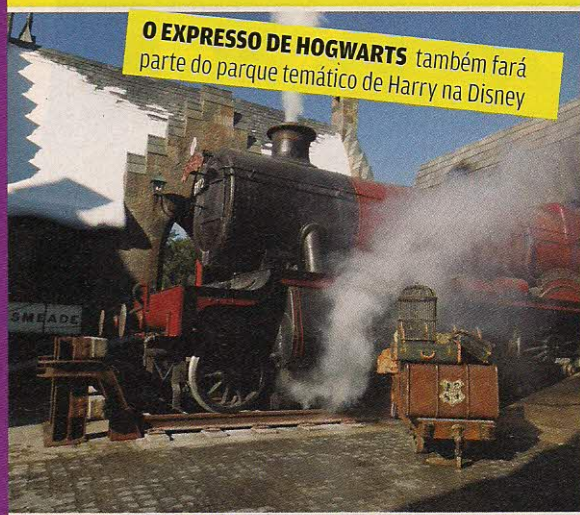 O EXPRESSO DE HOGWARTS também fará
parte do parque temático de Harry na Disney
SMEADE